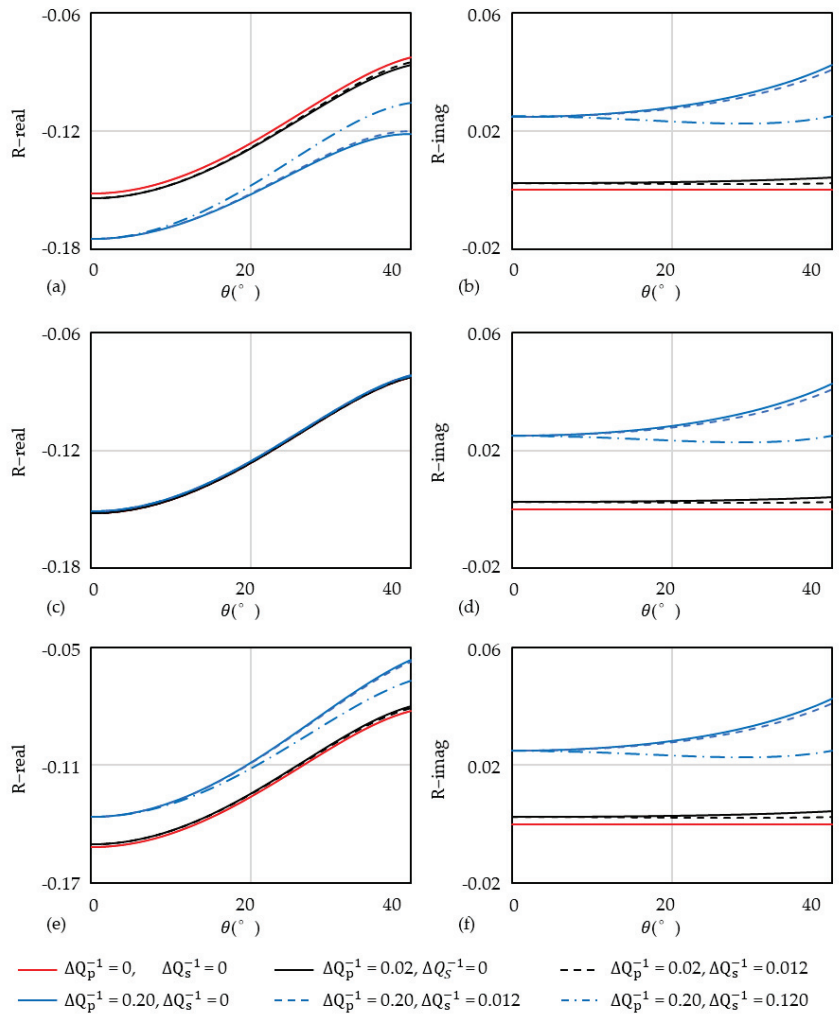 -0.06
R-real
-0.12
-0.18
0
20
40
(a)
θ(° )
0.06
R-imag
0.02
-0.02
0
20
40
(b)
θ(° )
-0.06
R-real
-0.12
-0.18
0
20
40
(c)
θ(° )
0.06
R-imag
0.02
-0.02
0
20
40
(d)
θ(° )
-0.05
R-real
-0.11
-0.17
0
20
40
(e)
θ(° )
0.06
R-imag
0.02
-0.02
0
20
40
(f)
θ(° )
ΔQₚ⁻¹ = 0, ΔQₛ⁻¹ = 0
ΔQₚ⁻¹ = 0.02, ΔQ_S⁻¹ = 0
ΔQₚ⁻¹ = 0.02, ΔQₛ⁻¹ = 0.012
ΔQₚ⁻¹ = 0.20, ΔQₛ⁻¹ = 0
ΔQₚ⁻¹ = 0.20, ΔQₛ⁻¹ = 0.012
ΔQₚ⁻¹ = 0.20, ΔQₛ⁻¹ = 0.120